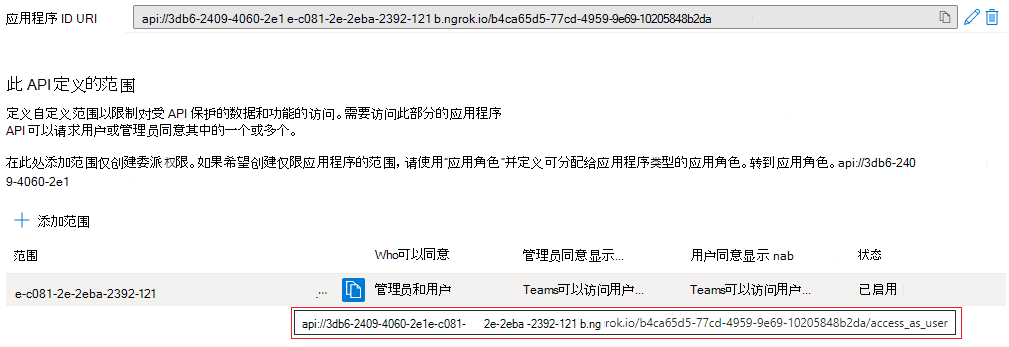 应用程序 ID URI api://3db6-2409-4060-2e1 e-c081-2e-2eba-2392-121 b.ngrok.io/b4ca65d5-77cd-4959-9e69-10205848b2da
此 API 定义的范围
定义自定义范围以限制对受 API 保护的数据和功能的访问。需要访问此部分的应用程序
API 可以请求用户或管理员同意其中的一个或多个。
在此处添加范围仅创建委派权限。如果希望创建仅限应用程序的范围，请使用“应用角色”并定义可分配给应用程序类型的应用角色。转到应用角色。api://3db6-240
9-4060-2e1
添加范围
范围 Who可以同意 管理员同意显示... 用户同意显示 nab 状态
e-c081-2e-2eba-2392-121 ... 管理员和用户 Teams可以访问用户... Teams可以访问用户... 已启用
api://3db6-2409-4060-2e1e-c081- 2e-2eba -2392-121 b.ng rok.io/b4ca65d5-77cd-4959-9e69-10205848b2da/access_as_user